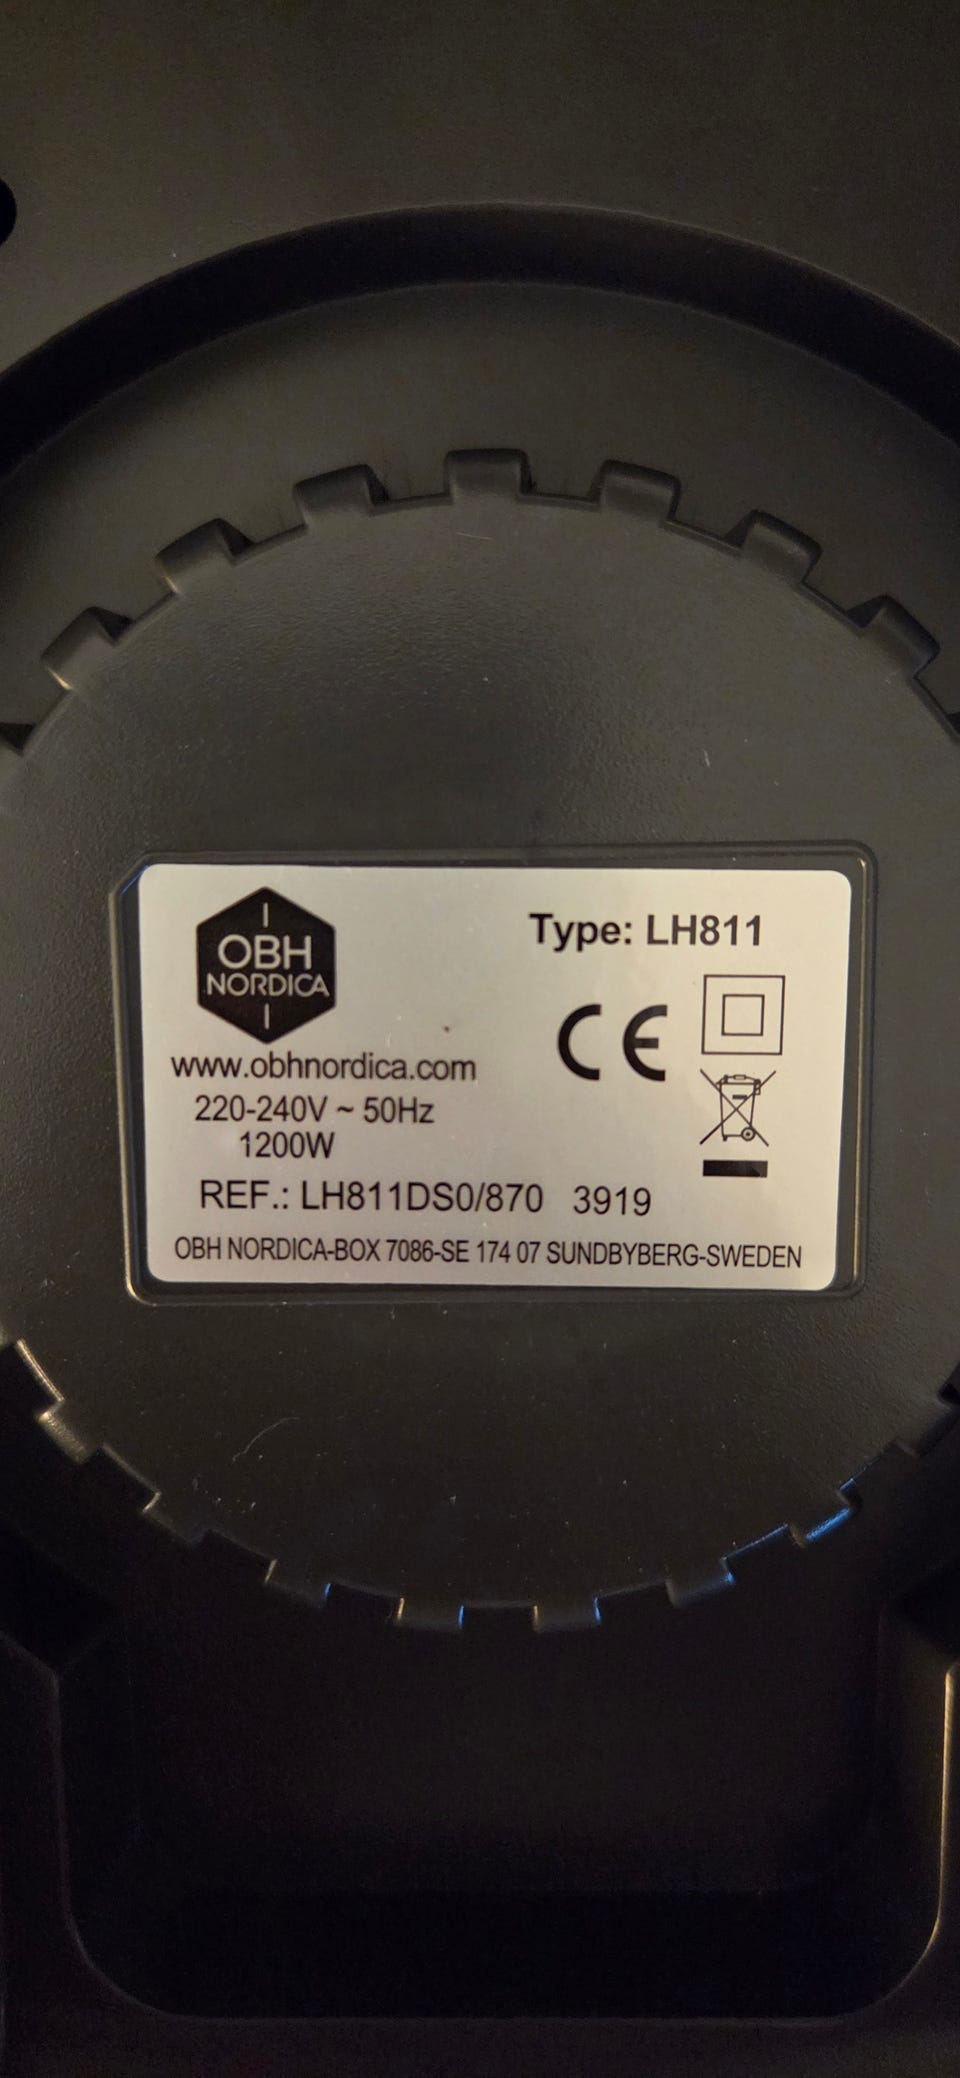 OBH
NORDICA
Type: LH811
CE
www.obhnordica.com
220-240V ~ 50Hz
1200W
REF.: LH811DS0/870 3919
OBH NORDICA-BOX 7086-SE 174 07 SUNDBYBERG-SWEDEN